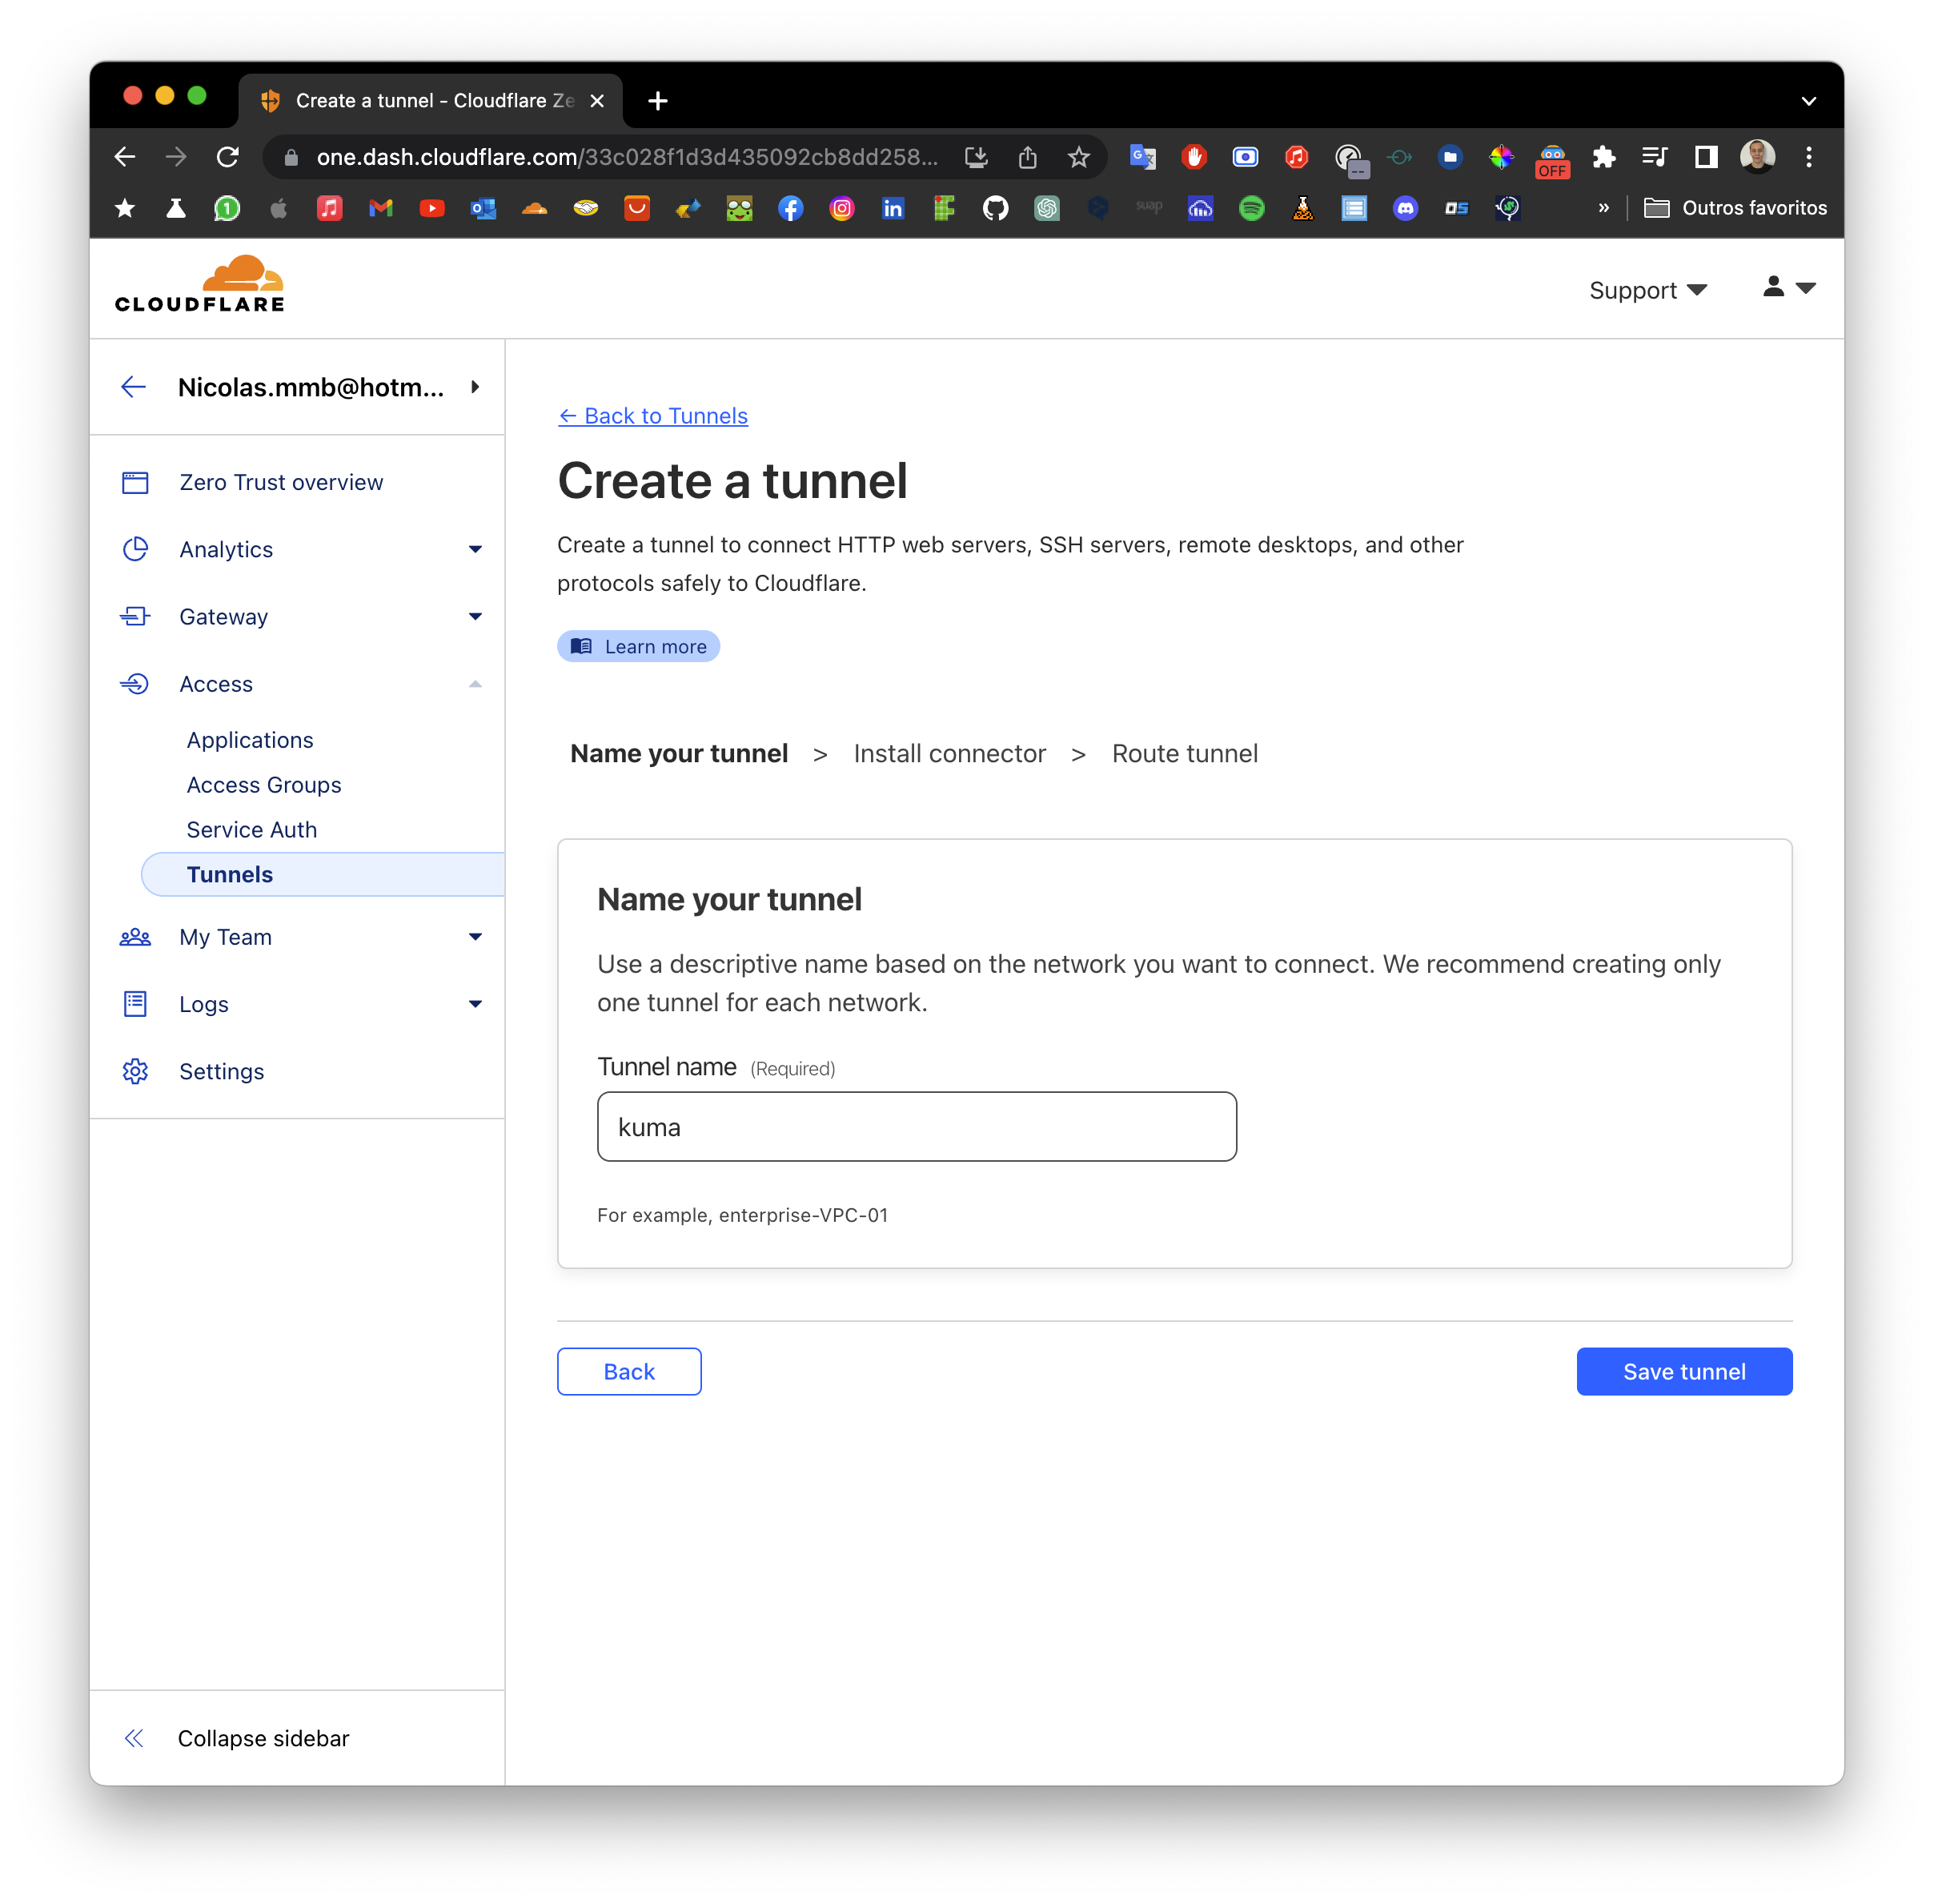 Create a tunnel - Cloudflare Ze
one.dash.cloudflare.com/33c028f1d3d435092cb8dd258...
OFF
suap
Outros favoritos
CLOUDFLARE
Support
Nicolas.mmb@hotm...
Zero Trust overview
Analytics
Gateway
Access
Applications
Access Groups
Service Auth
Tunnels
My Team
Logs
Settings
Collapse sidebar
← Back to Tunnels
Create a tunnel
Create a tunnel to connect HTTP web servers, SSH servers, remote desktops, and other
protocols safely to Cloudflare.
Learn more
Name your tunnel > Install connector > Route tunnel
Name your tunnel
Use a descriptive name based on the network you want to connect. We recommend creating only
one tunnel for each network.
Tunnel name (Required)
kuma
For example, enterprise-VPC-01
Back
Save tunnel